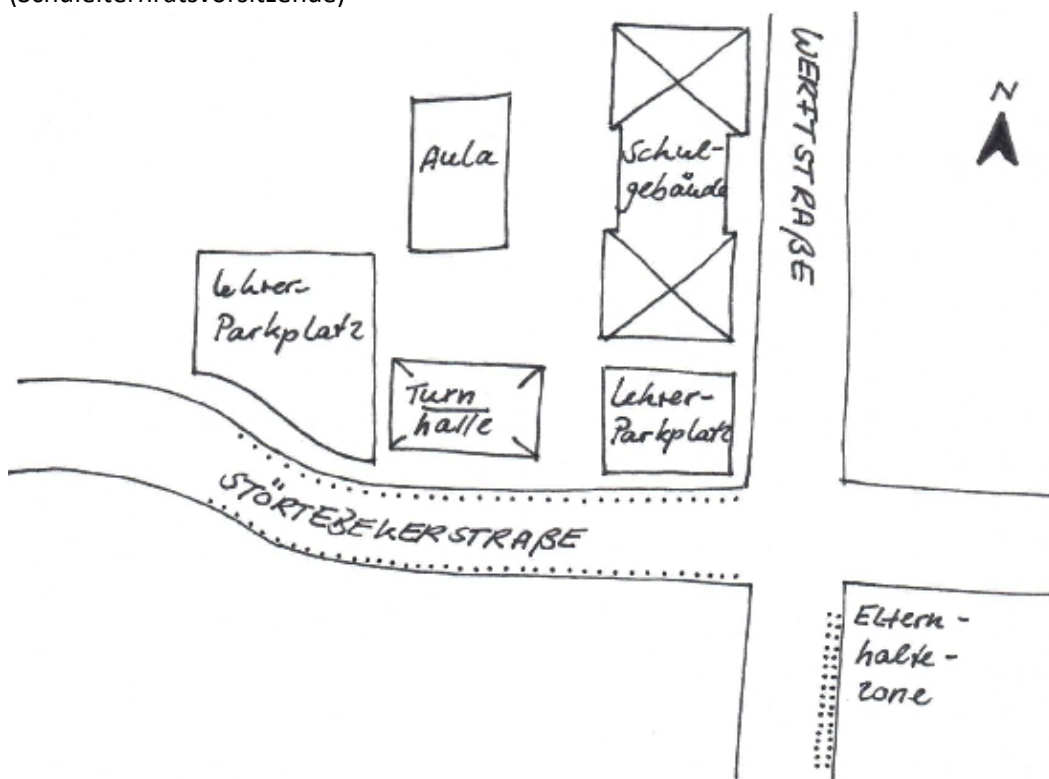 (Schulelternratsvorsitzende)
WERFTSTRAßE
N
Aula
Schul-
gebäude
Lehrer-
Parkplatz
Turn
halle
Lehrer-
Parkplatz
STÖRTEBEKERSTRAßE
Eltern-
halte-
zone